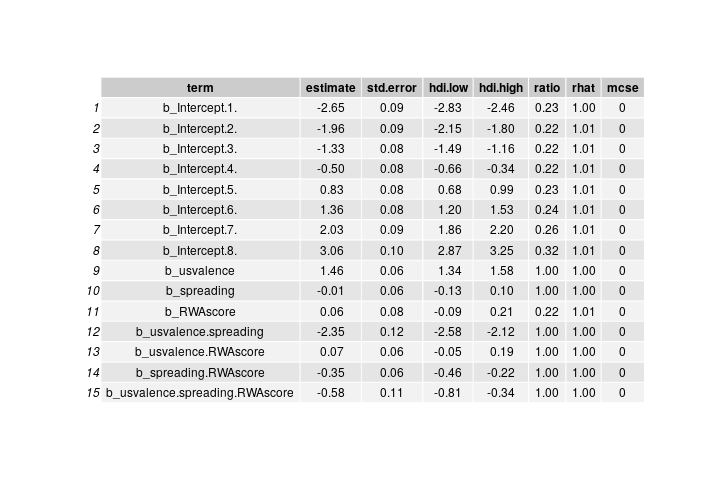 term estimate std.error hdi.low hdi.high ratio rhat mcse
1 b_Intercept.1. -2.65 0.09 -2.83 -2.46 0.23 1.00 0
2 b_Intercept.2. -1.96 0.09 -2.15 -1.80 0.22 1.01 0
3 b_Intercept.3. -1.33 0.08 -1.49 -1.16 0.22 1.01 0
4 b_Intercept.4. -0.50 0.08 -0.66 -0.34 0.22 1.01 0
5 b_Intercept.5. 0.83 0.08 0.68 0.99 0.23 1.01 0
6 b_Intercept.6. 1.36 0.08 1.20 1.53 0.24 1.01 0
7 b_Intercept.7. 2.03 0.09 1.86 2.20 0.26 1.01 0
8 b_Intercept.8. 3.06 0.10 2.87 3.25 0.32 1.01 0
9 b_usvalence 1.46 0.06 1.34 1.58 1.00 1.00 0
10 b_spreading -0.01 0.06 -0.13 0.10 1.00 1.00 0
11 b_RWAscore 0.06 0.08 -0.09 0.21 0.22 1.01 0
12 b_usvalence.spreading -2.35 0.12 -2.58 -2.12 1.00 1.00 0
13 b_usvalence.RWAscore 0.07 0.06 -0.05 0.19 1.00 1.00 0
14 b_spreading.RWAscore -0.35 0.06 -0.46 -0.22 1.00 1.00 0
15 b_usvalence.spreading.RWAscore -0.58 0.11 -0.81 -0.34 1.00 1.00 0